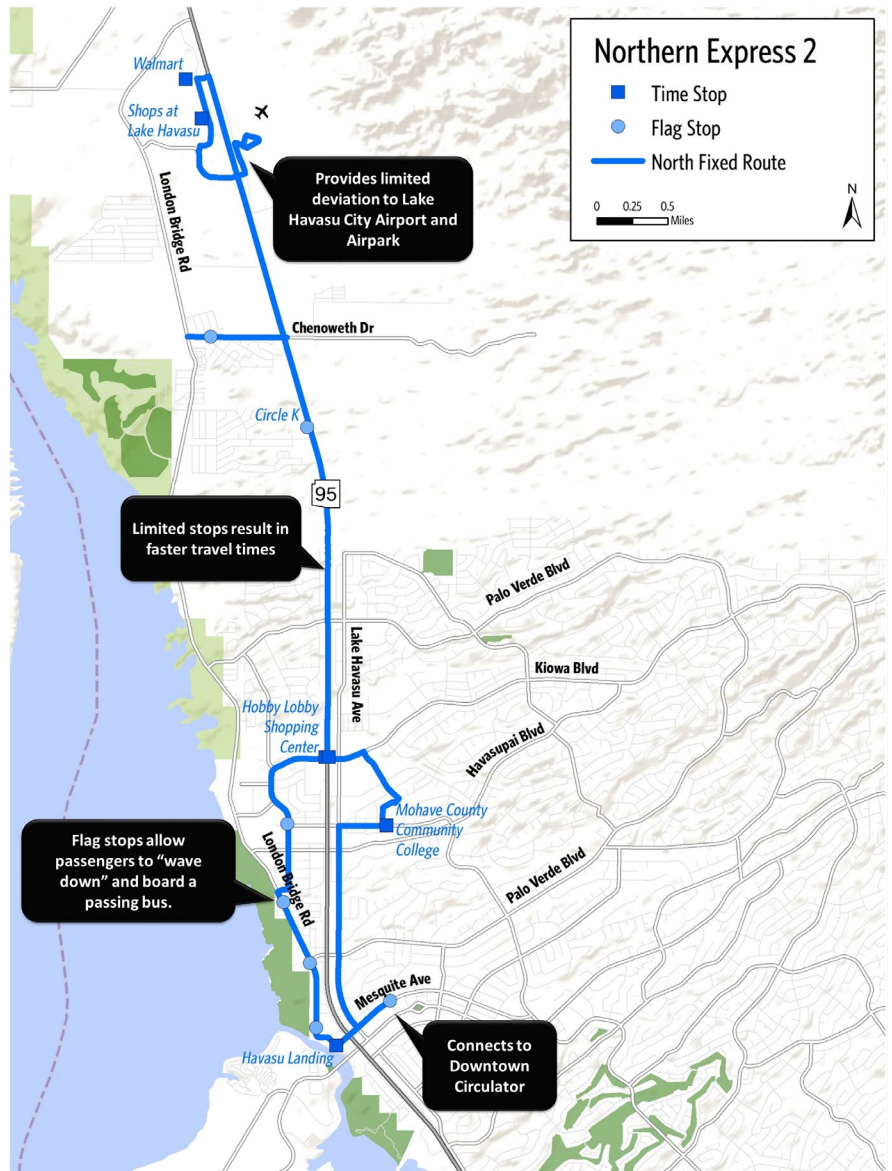 Northern Express 2
Time Stop
Flag Stop
North Fixed Route
0 0.25 0.5
Miles
N
Walmart
Shops at
Lake Havasu
Provides limited
deviation to Lake
Havasu City Airport and
Airpark
London Bridge Rd
Chenoweth Dr
Circle K
95
Limited stops result in
faster travel times
Palo Verde Blvd
Lake Havasu Ave
Kiowa Blvd
Hobby Lobby
Shopping
Center
Havasupai Blvd
Mohave County
Community
College
Flag stops allow
passengers to “wave
down” and board a
passing bus.
London Bridge Rd
Palo Verde Blvd
Mesquite Ave
Havasu Landing
Connects to
Downtown
Circulator